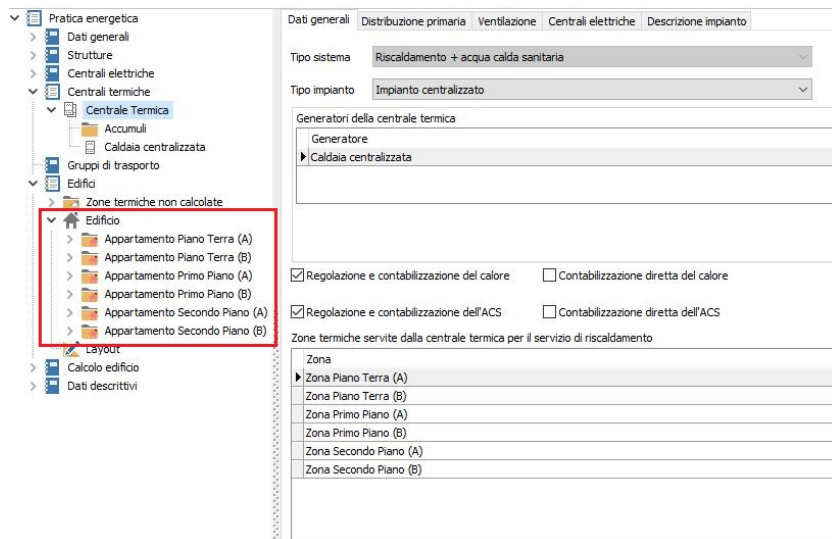 Pratica energetica
Dati generali
Strutture
Centrali elettriche
Centrali termiche
Centrale Termica
Accumuli
Caldaia centralizzata
Gruppi di trasporto
Edifici
Zone termiche non calcolate
Edificio
Appartamento Piano Terra (A)
Appartamento Piano Terra (B)
Appartamento Primo Piano (A)
Appartamento Primo Piano (B)
Appartamento Secondo Piano (A)
Appartamento Secondo Piano (B)
Layout
Calcolo edificio
Dati descrittivi
Dati generali Distribuzione primaria Ventilazione Centrali elettriche Descrizione impianto
Tipo sistema Riscaldamento + acqua calda sanitaria
Tipo impianto Impianto centralizzato
Generatori della centrale termica
Generatore
Caldaia centralizzata
Regolazione e contabilizzazione del calore Contabilizzazione diretta del calore
Regolazione e contabilizzazione dell'ACS Contabilizzazione diretta dell'ACS
Zone termiche servite dalla centrale termica per il servizio di riscaldamento
Zona
Zona Piano Terra (A)
Zona Piano Terra (B)
Zona Primo Piano (A)
Zona Primo Piano (B)
Zona Secondo Piano (A)
Zona Secondo Piano (B)